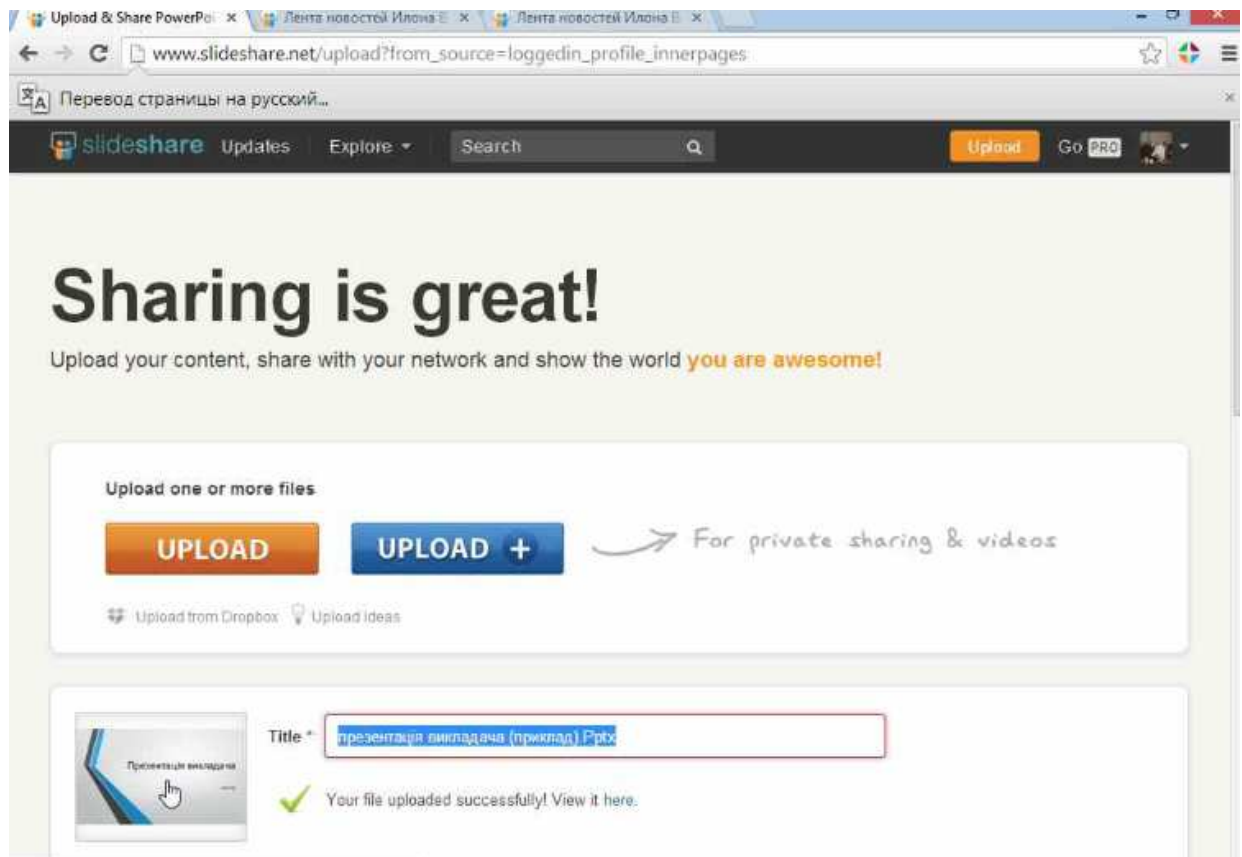 Upload & Share PowerPoi
Лента новостей Илона Е
Лента новостей Илона Е
www.slideshare.net/upload?from_source=loggedin_profile_innerpages
Перевод страницы на русский...
slideshare Updates Explore Search Upload Go PRO
Sharing is great!
Upload your content, share with your network and show the world you are awesome!
Upload one or more files
UPLOAD UPLOAD + For private sharing & videos
Upload from Dropbox Upload ideas
Title * презентація викладача (приклад).Pptx
Презентація викладача
Your file uploaded successfully! View it here.